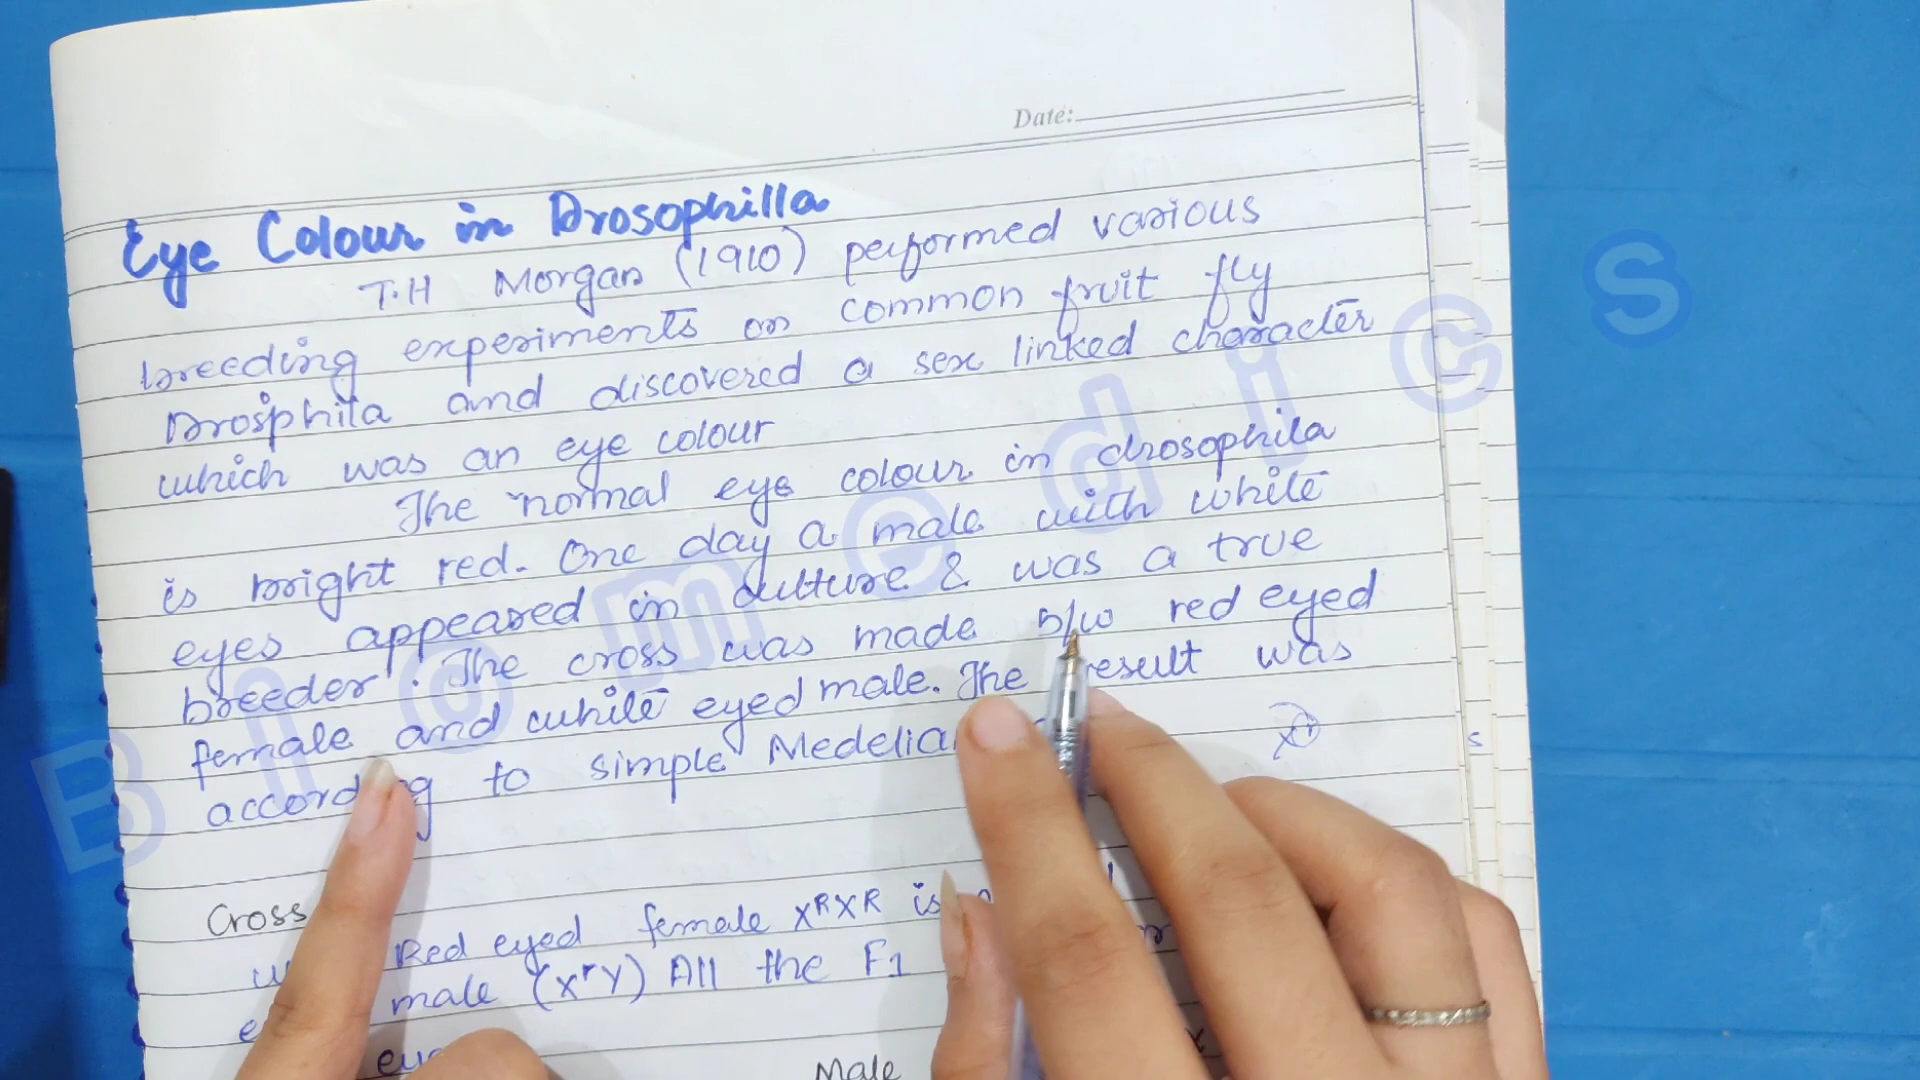 Date:
Eye Colour in Drosophilla
T.H Morgan (1910) performed various
breeding experiments on common fruit fly
Drosphila and discovered a sex linked character
which was an eye colour
The normal eye colour in drosophila
is bright red. One day a male with white
eyes appeared in culture & was a true
breeder. The cross was made b/w red eyed
female and white eyed male. The result was
according to simple
Cross
Red eyed female XRXR is
male (XrY) All the F1
Male
Biomedics